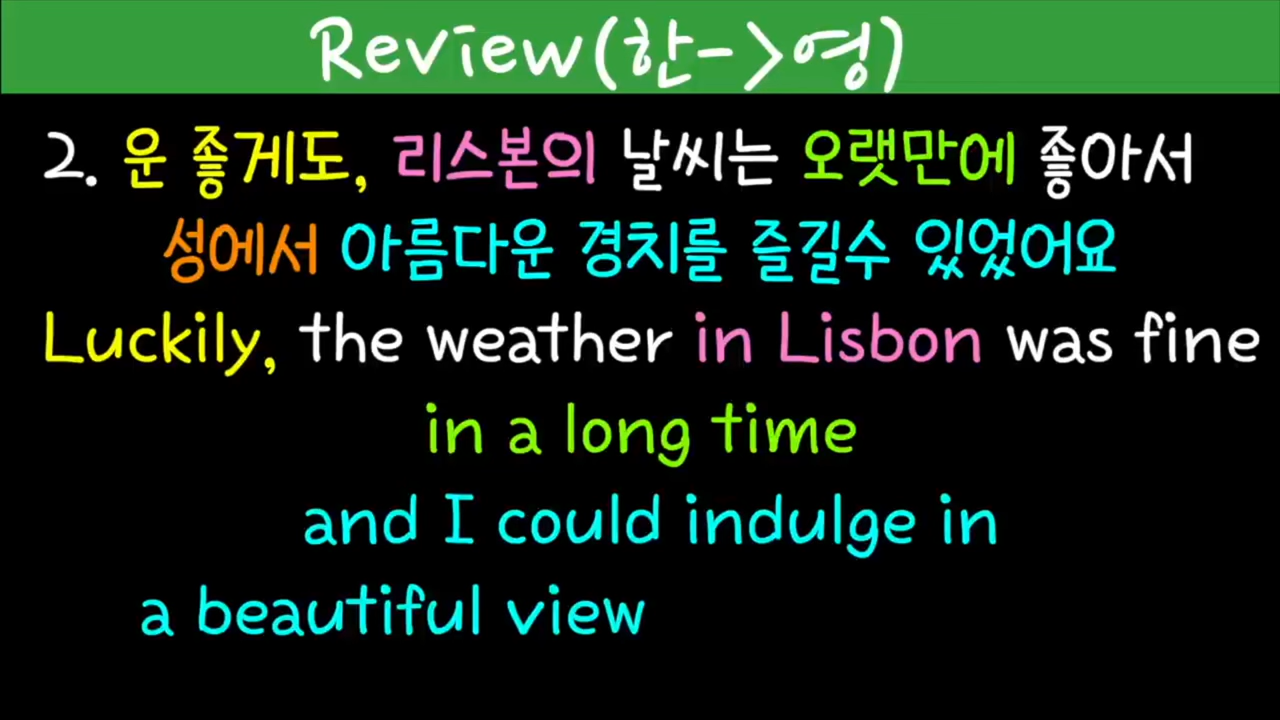 Review(한->영)
2. 운 좋게도, 리스본의 날씨는 오랫만에 좋아서
성에서 아름다운 경치를 즐길수 있었어요
Luckily, the weather in Lisbon was fine
in a long time
and I could indulge in
a beautiful view